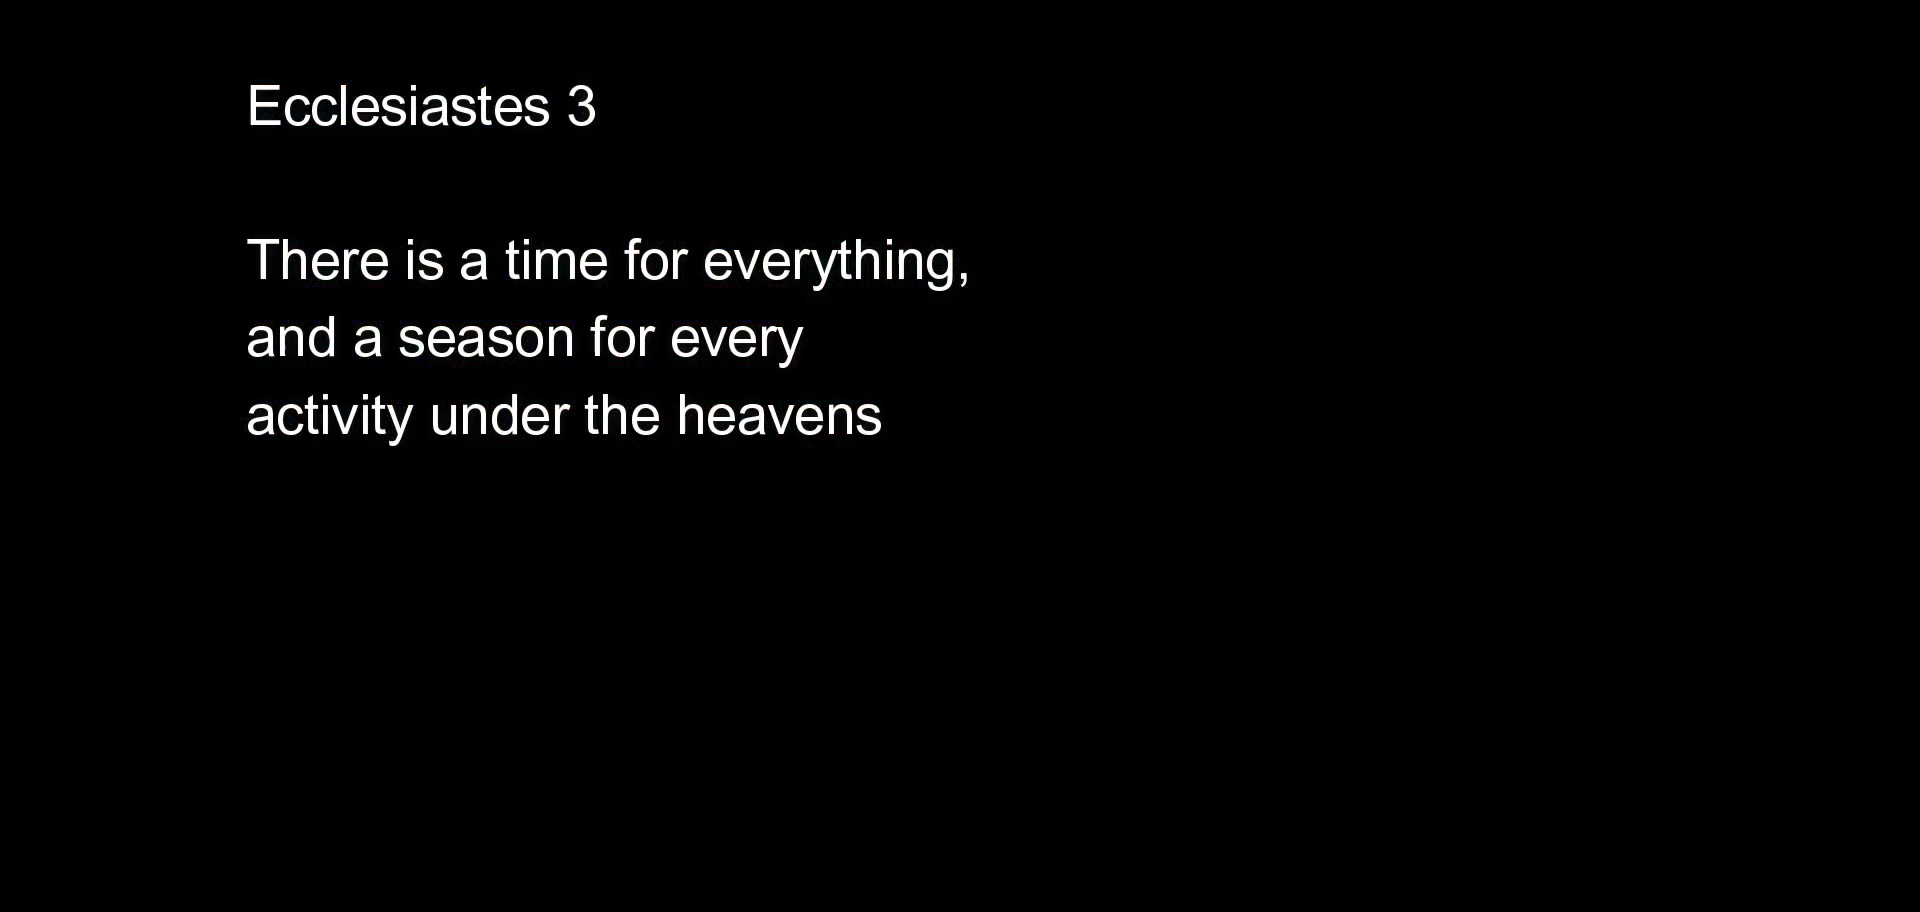 Ecclesiastes 3
There is a time for everything,
and a season for every
activity under the heavens